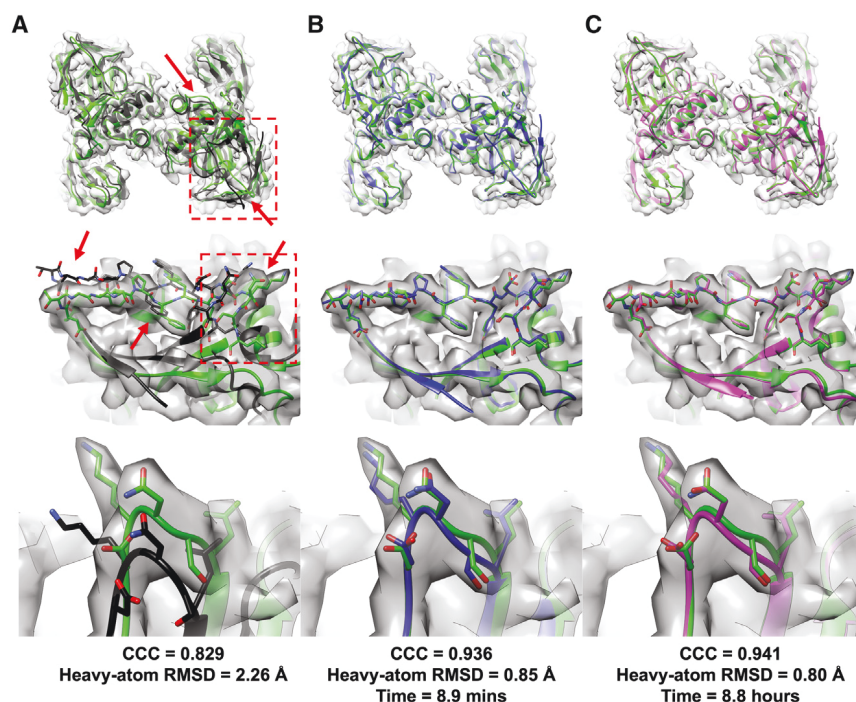 A
B
C
CCC = 0.829
Heavy-atom RMSD = 2.26 Å
CCC = 0.936
Heavy-atom RMSD = 0.85 Å
Time = 8.9 mins
CCC = 0.941
Heavy-atom RMSD = 0.80 Å
Time = 8.8 hours